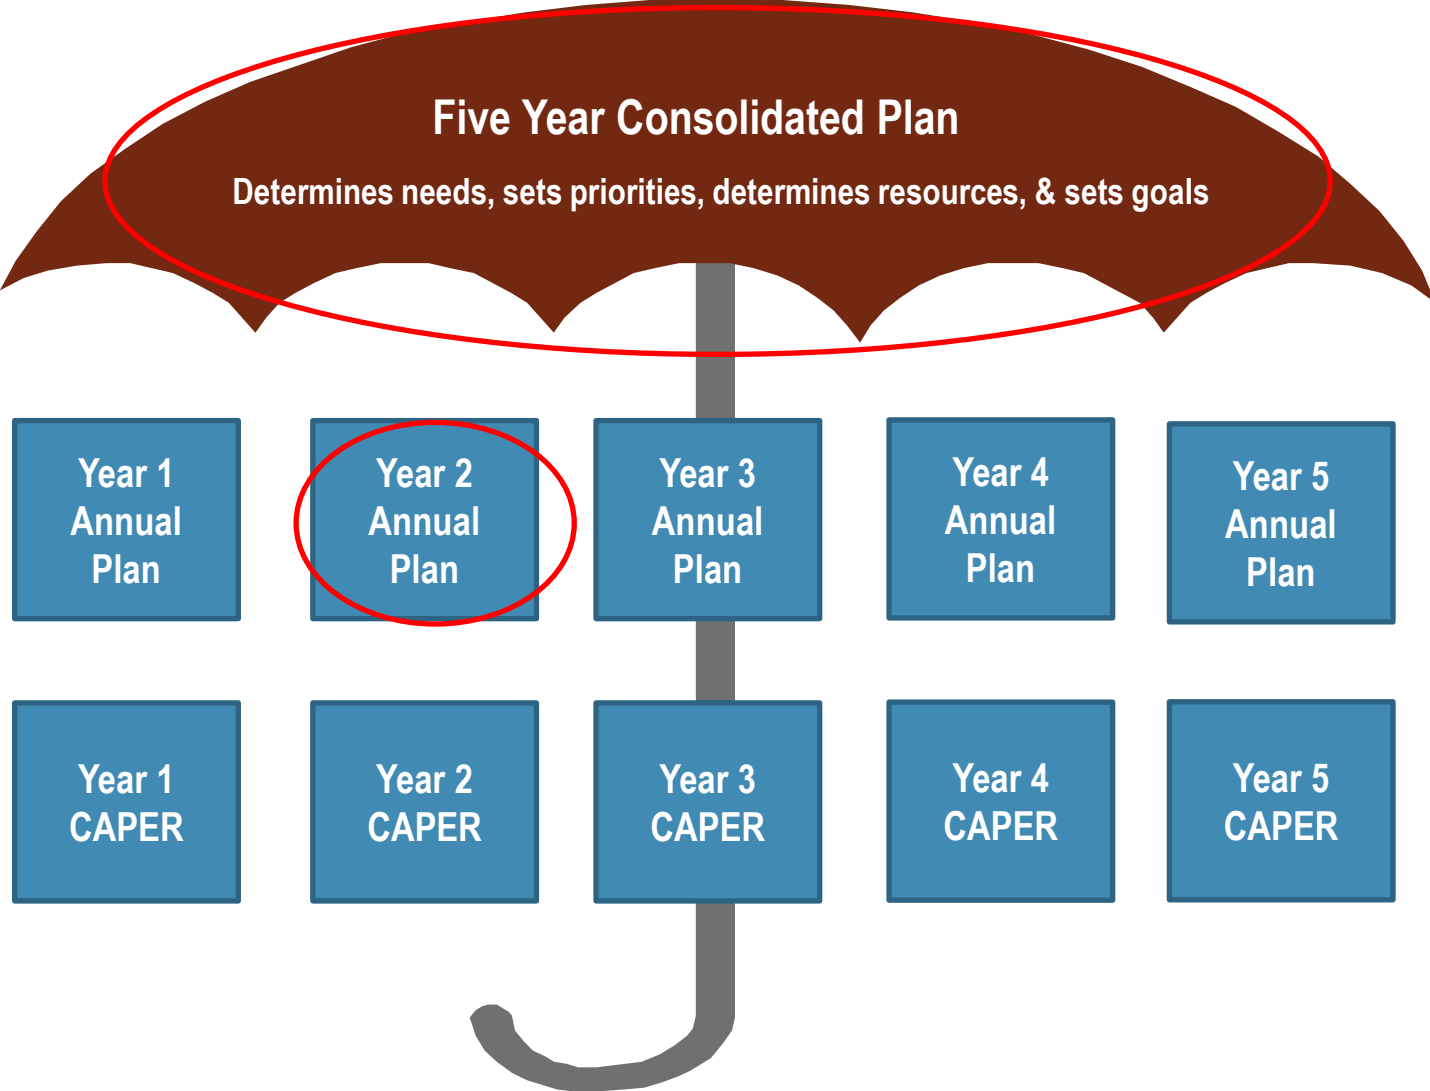 Five Year Consolidated Plan
Determines needs, sets priorities, determines resources, & sets goals
Year 1
Annual
Plan
Year 2
Annual
Plan
Year 3
Annual
Plan
Year 4
Annual
Plan
Year 5
Annual
Plan
Year 1
CAPER
Year 2
CAPER
Year 3
CAPER
Year 4
CAPER
Year 5
CAPER